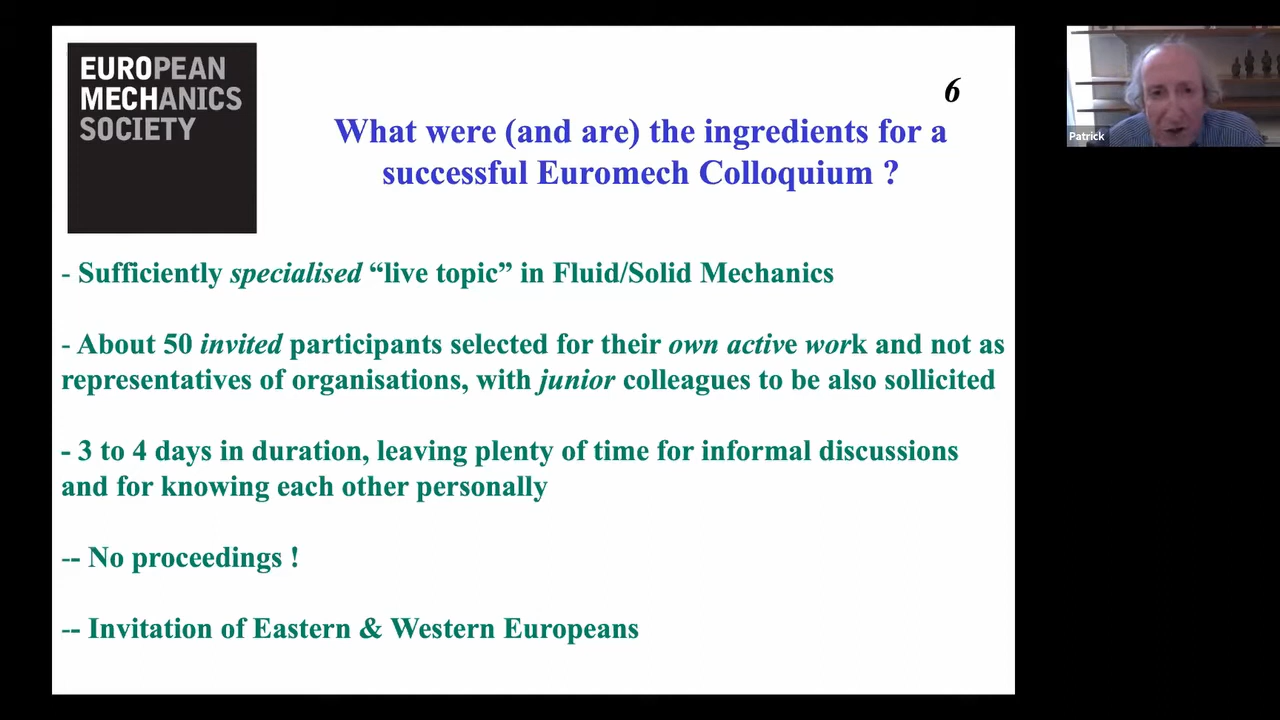 EUROPEAN
MECHANICS
SOCIETY
6
What were (and are) the ingredients for a
successful Euromech Colloquium ?
- Sufficiently specialised “live topic” in Fluid/Solid Mechanics
- About 50 invited participants selected for their own active work and not as
representatives of organisations, with junior colleagues to be also sollicited
- 3 to 4 days in duration, leaving plenty of time for informal discussions
and for knowing each other personally
-- No proceedings !
-- Invitation of Eastern & Western Europeans
Patrick